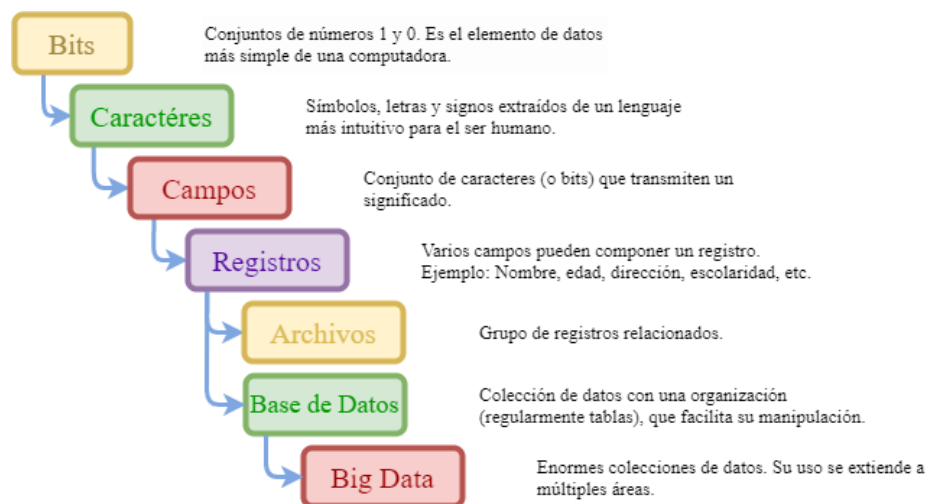 Bits
Conjuntos de números 1 y 0. Es el elemento de datos
más simple de una computadora.
Caractéres
Símbolos, letras y signos extraídos de un lenguaje
más intuitivo para el ser humano.
Campos
Conjunto de caracteres (o bits) que transmiten un
significado.
Registros
Varios campos pueden componer un registro.
Ejemplo: Nombre, edad, dirección, escolaridad, etc.
Archivos
Grupo de registros relacionados.
Base de Datos
Colección de datos con una organización
(regularmente tablas), que facilita su manipulación.
Big Data
Enormes colecciones de datos. Su uso se extiende a
múltiples áreas.